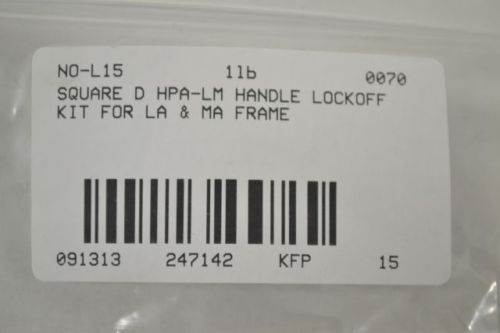 NO-L15 1lb 0070
SQUARE D HPA-LM HANDLE LOCKOFF
KIT FOR LA & MA FRAME
091313 247142 KFP 15